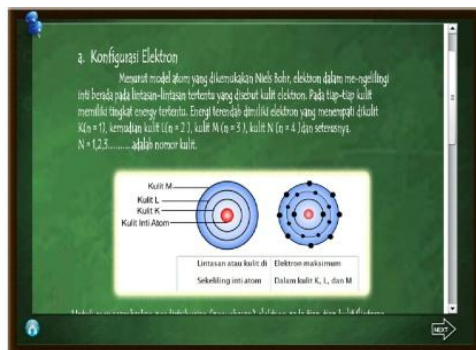 a. Konfigurasi Elektron
Menurut model atom yang dikemukakan Niels Bohr, elektron dalam me-ngelilingi
inti berada pada lintasan-lintasan tertentu yang disebut kulit elektron. Pada tiap-tiap kulit
memiliki tingkat energy tertentu. Energi terendah dimiliki elektron yang menempati dikulit
K(n = 1), kemudian kulit L(n = 2 ), kulit M (n = 3 ), kulit N (n = 4 )dan seterusnya.
N = 1,2,3.......... adalah nomor kulit.
Kulit M
Kulit L
Kulit K
Kulit Inti Atom
Lintasan atau kulit di Elektron maksimum
Sekeliling inti atom Dalam kulit K, L, dan M
NEXT